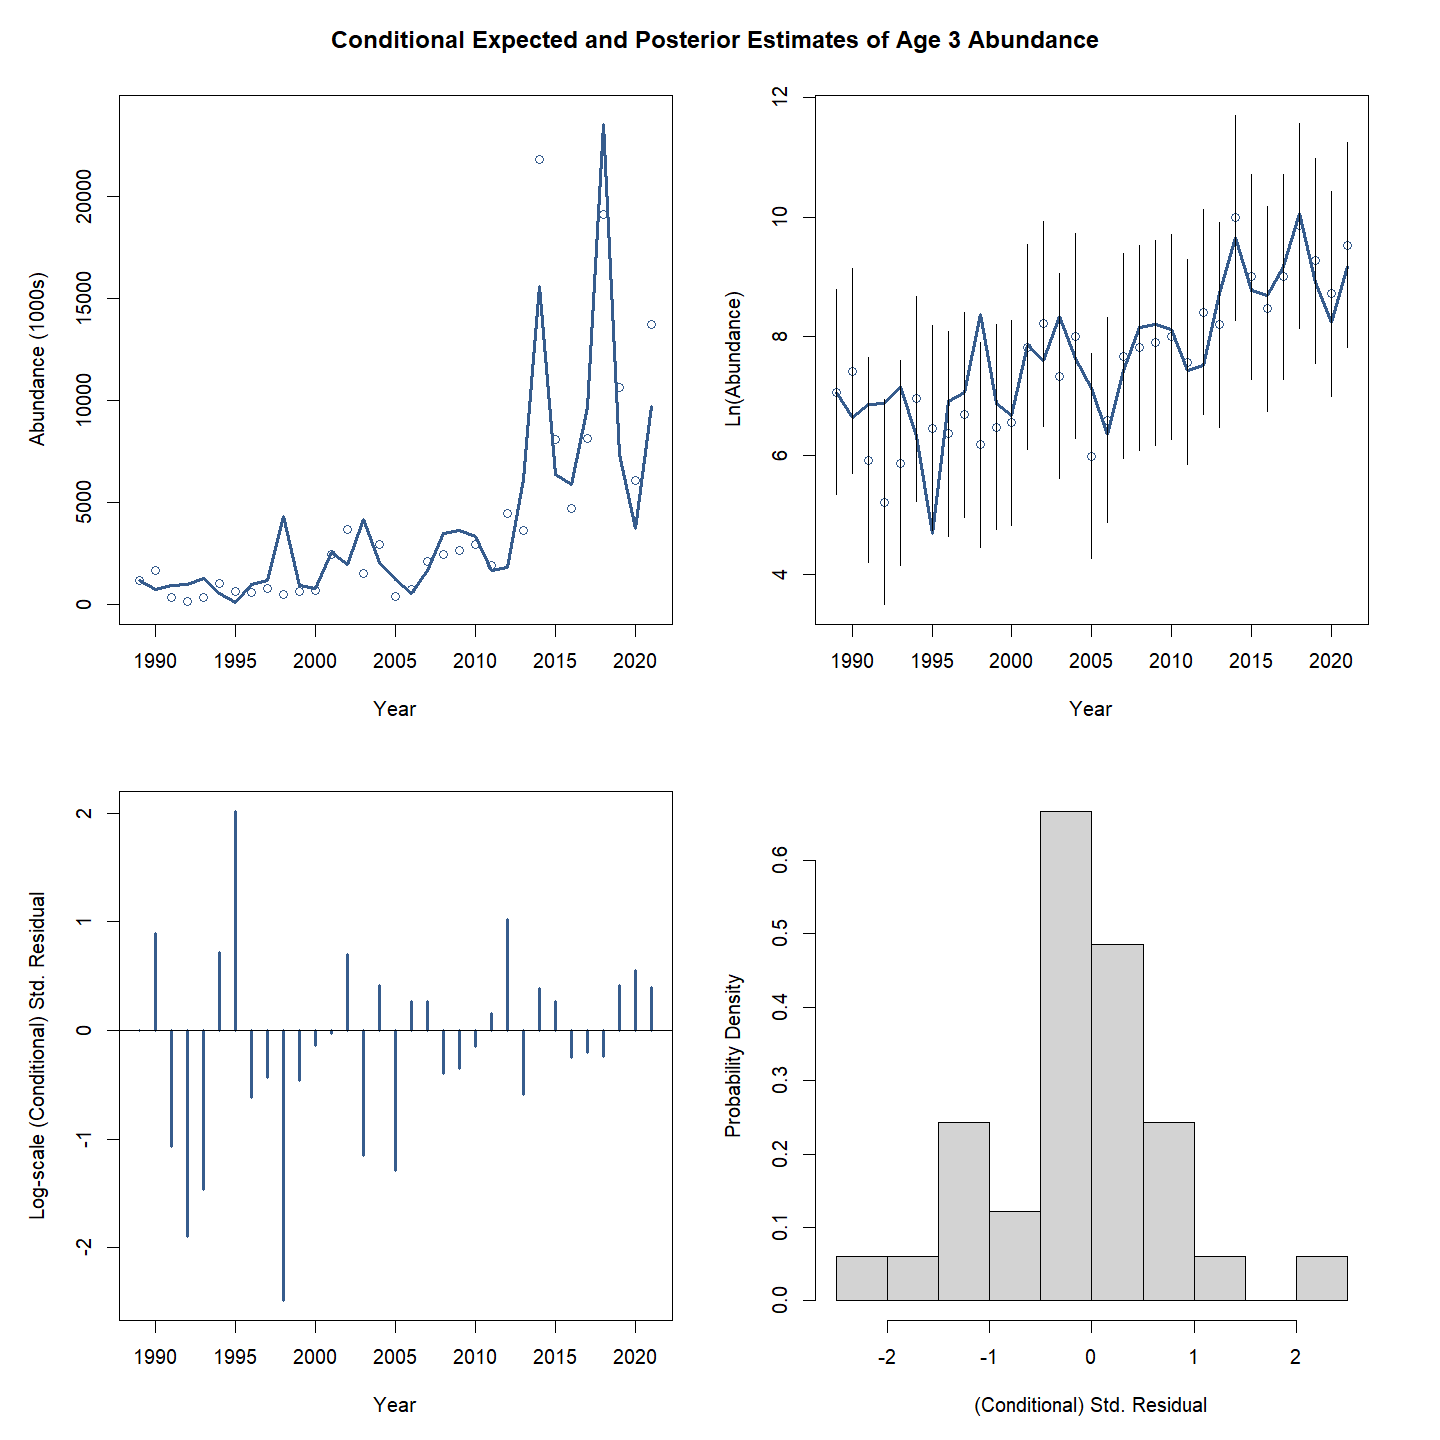 Conditional Expected and Posterior Estimates of Age 3 Abundance
Abundance (1000s)
0 5000 10000 15000 20000
1990 1995 2000 2005 2010 2015 2020
Year
Ln(Abundance)
4 6 8 10 12
1990 1995 2000 2005 2010 2015 2020
Year
Log-scale (Conditional) Std. Residual
-2 -1 0 1 2
1990 1995 2000 2005 2010 2015 2020
Year
Probability Density
0.0 0.1 0.2 0.3 0.4 0.5 0.6
-2 -1 0 1 2
(Conditional) Std. Residual